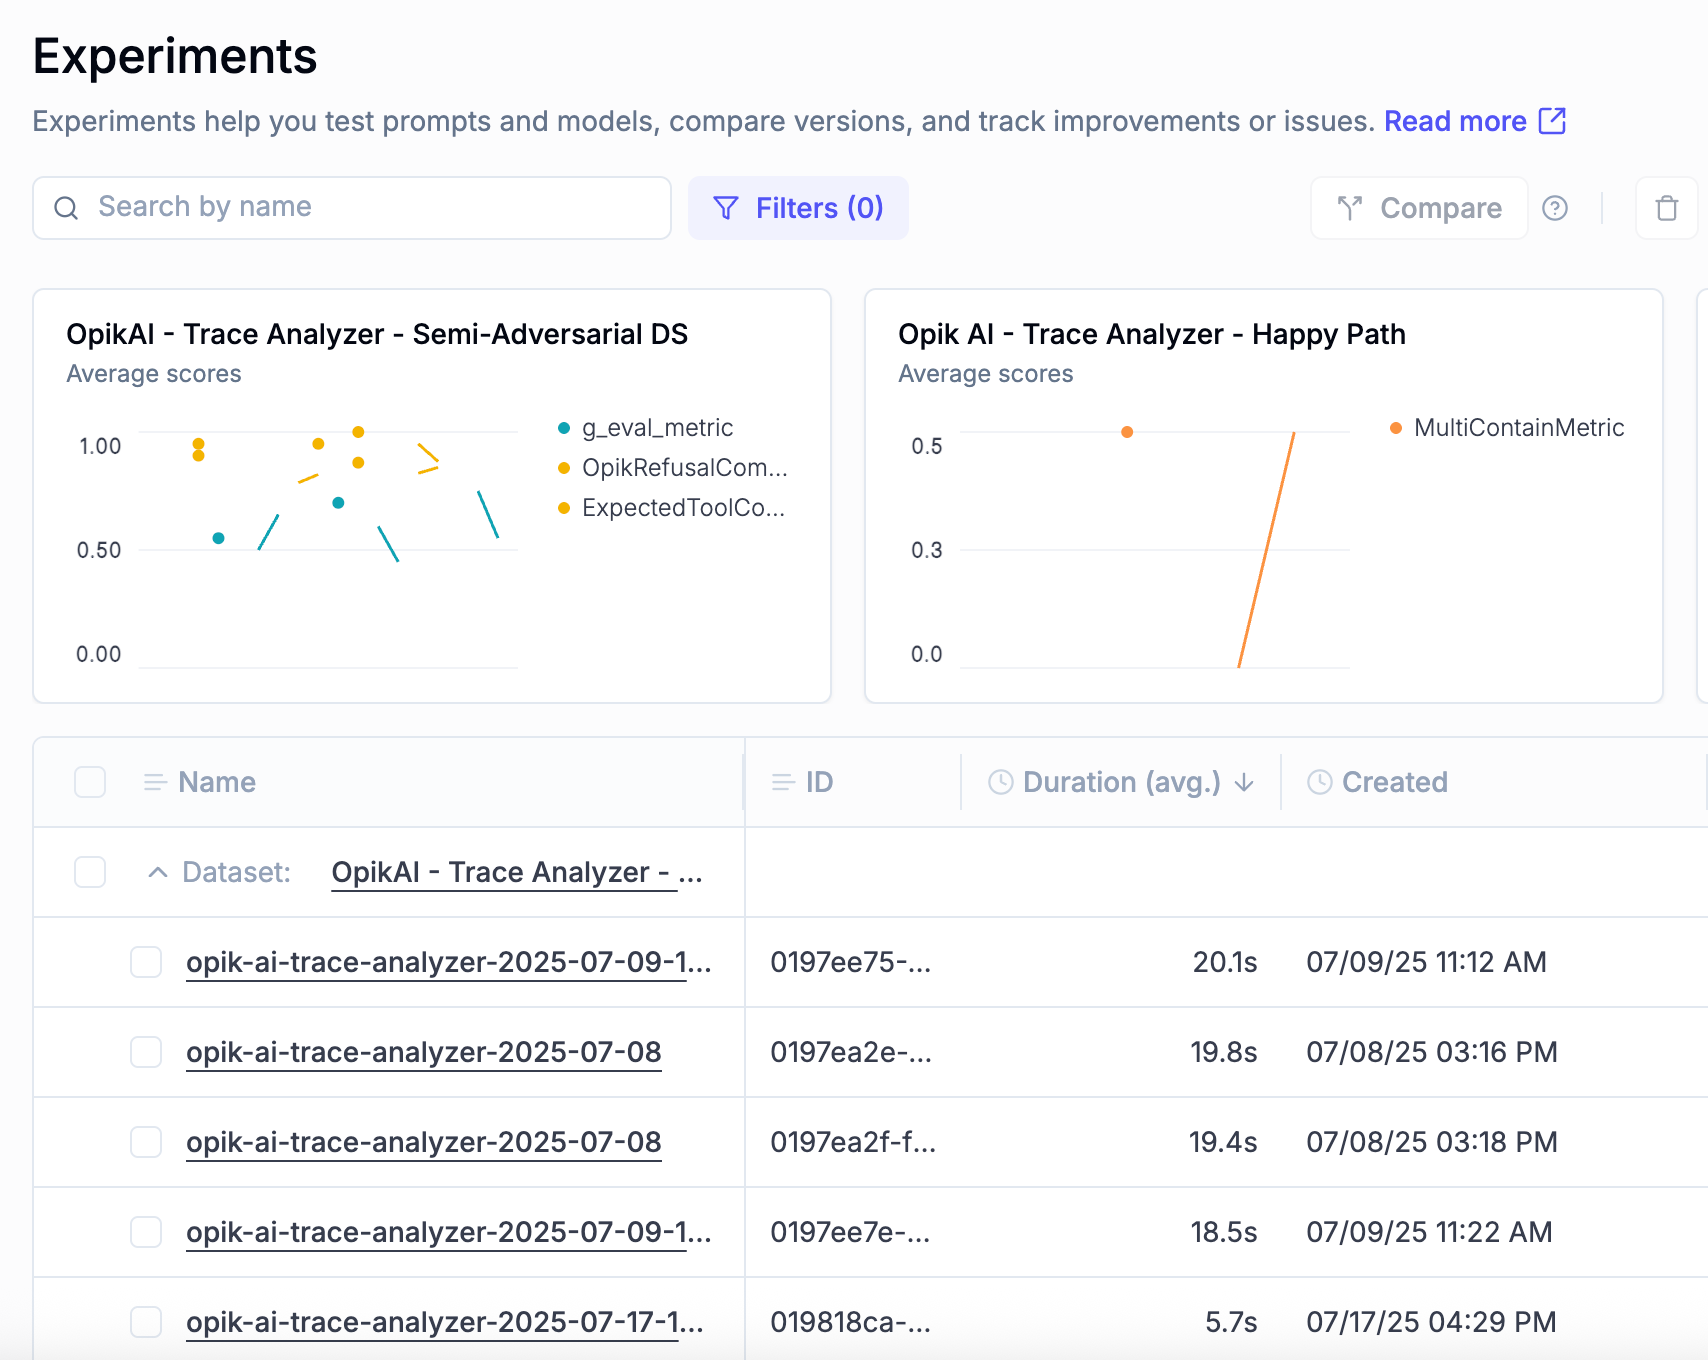 Experiments
Experiments help you test prompts and models, compare versions, and track improvements or issues. Read more
Search by name
Filters (0)
Compare
OpikAI - Trace Analyzer - Semi-Adversarial DS
Average scores
1.00
0.50
0.00
g_eval_metric
OpikRefusalCom...
ExpectedToolCo...
Opik AI - Trace Analyzer - Happy Path
Average scores
0.5
0.3
0.0
MultiContainMetric
Name ID Duration (avg.) Created
Dataset: OpikAI - Trace Analyzer - ...
opik-ai-trace-analyzer-2025-07-09-1... 0197ee75-... 20.1s 07/09/25 11:12 AM
opik-ai-trace-analyzer-2025-07-08 0197ea2e-... 19.8s 07/08/25 03:16 PM
opik-ai-trace-analyzer-2025-07-08 0197ea2f-f... 19.4s 07/08/25 03:18 PM
opik-ai-trace-analyzer-2025-07-09-1... 0197ee7e-... 18.5s 07/09/25 11:22 AM
opik-ai-trace-analyzer-2025-07-17-1... 019818ca-... 5.7s 07/17/25 04:29 PM